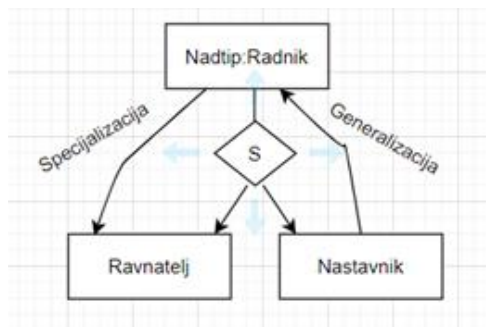 Nadtip:Radnik
Specijalizacija
Generalizacija
S
Ravnatelj
Nastavnik